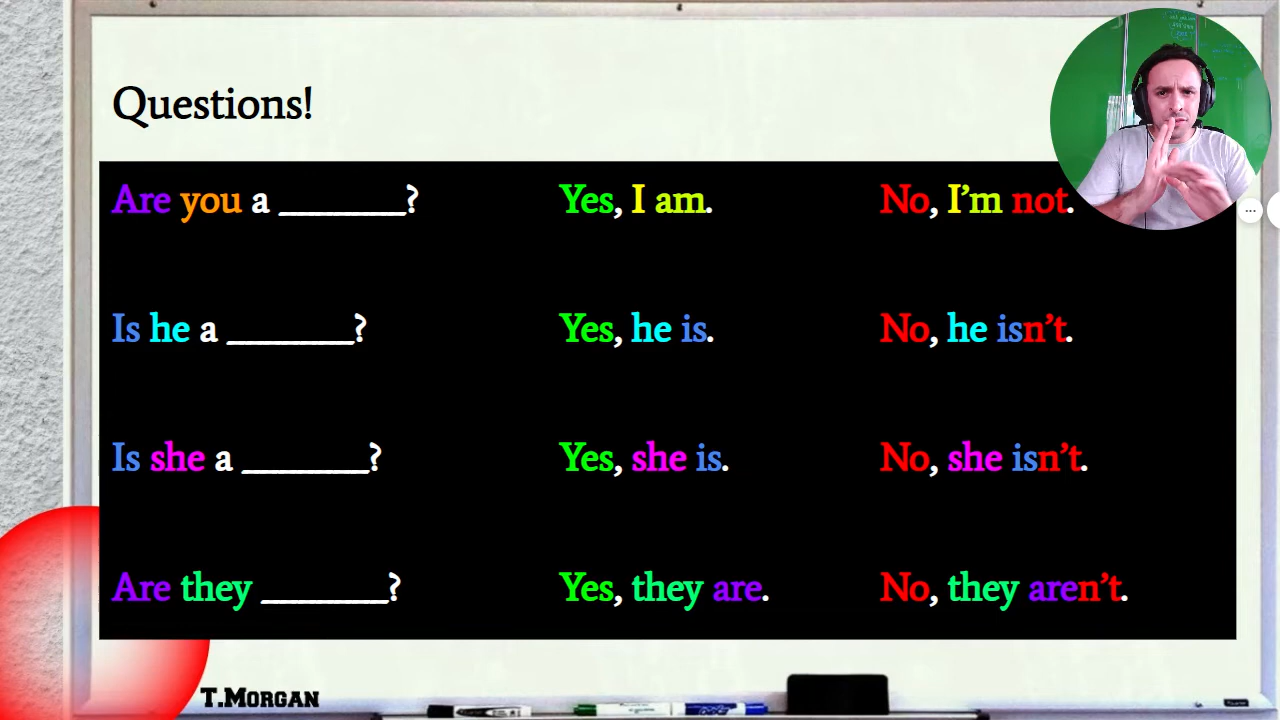 Questions!
Are you a ________? Yes, I am. No, I'm not.
Is he a ________? Yes, he is. No, he isn't.
Is she a ________? Yes, she is. No, she isn't.
Are they ________? Yes, they are. No, they aren't.
T.MORGAN